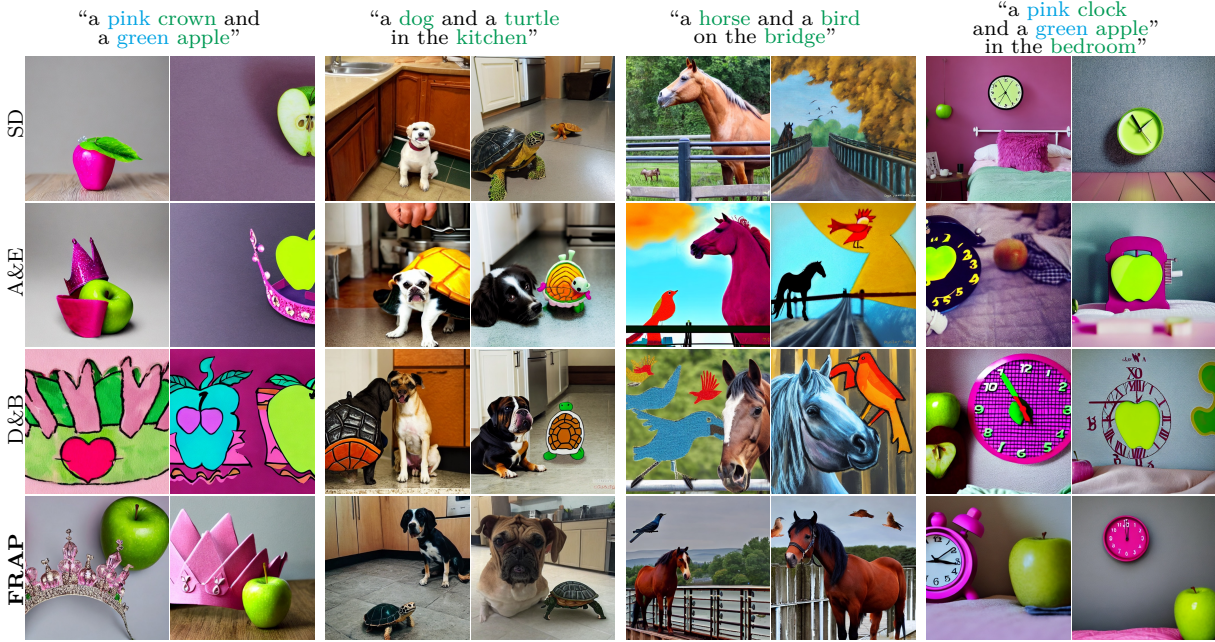 “a pink crown and
a green apple”
“a dog and a turtle
in the kitchen”
“a horse and a bird
on the bridge”
“a pink clock
and a green apple”
in the bedroom”
SD
A&E
D&B
FRAP